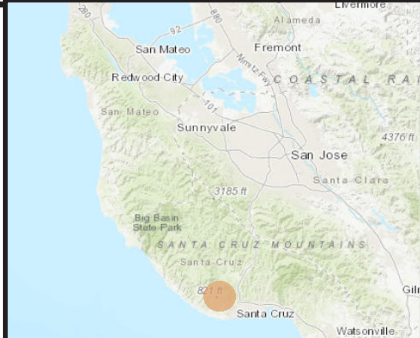 Livermore
280
92
880
Alameda
San Mateo
Fremont
Nimitz Fwy
COASTAL RA
Redwood City
101
San Mateo
Sunnyvale
4376 ft
San Jose
Santa Clara
3185 ft
Big Basin
State Park
SANTA CRUZ MOUNTAINS
Santa Cruz
821 ft
Gil
Santa Cruz
Watsonville